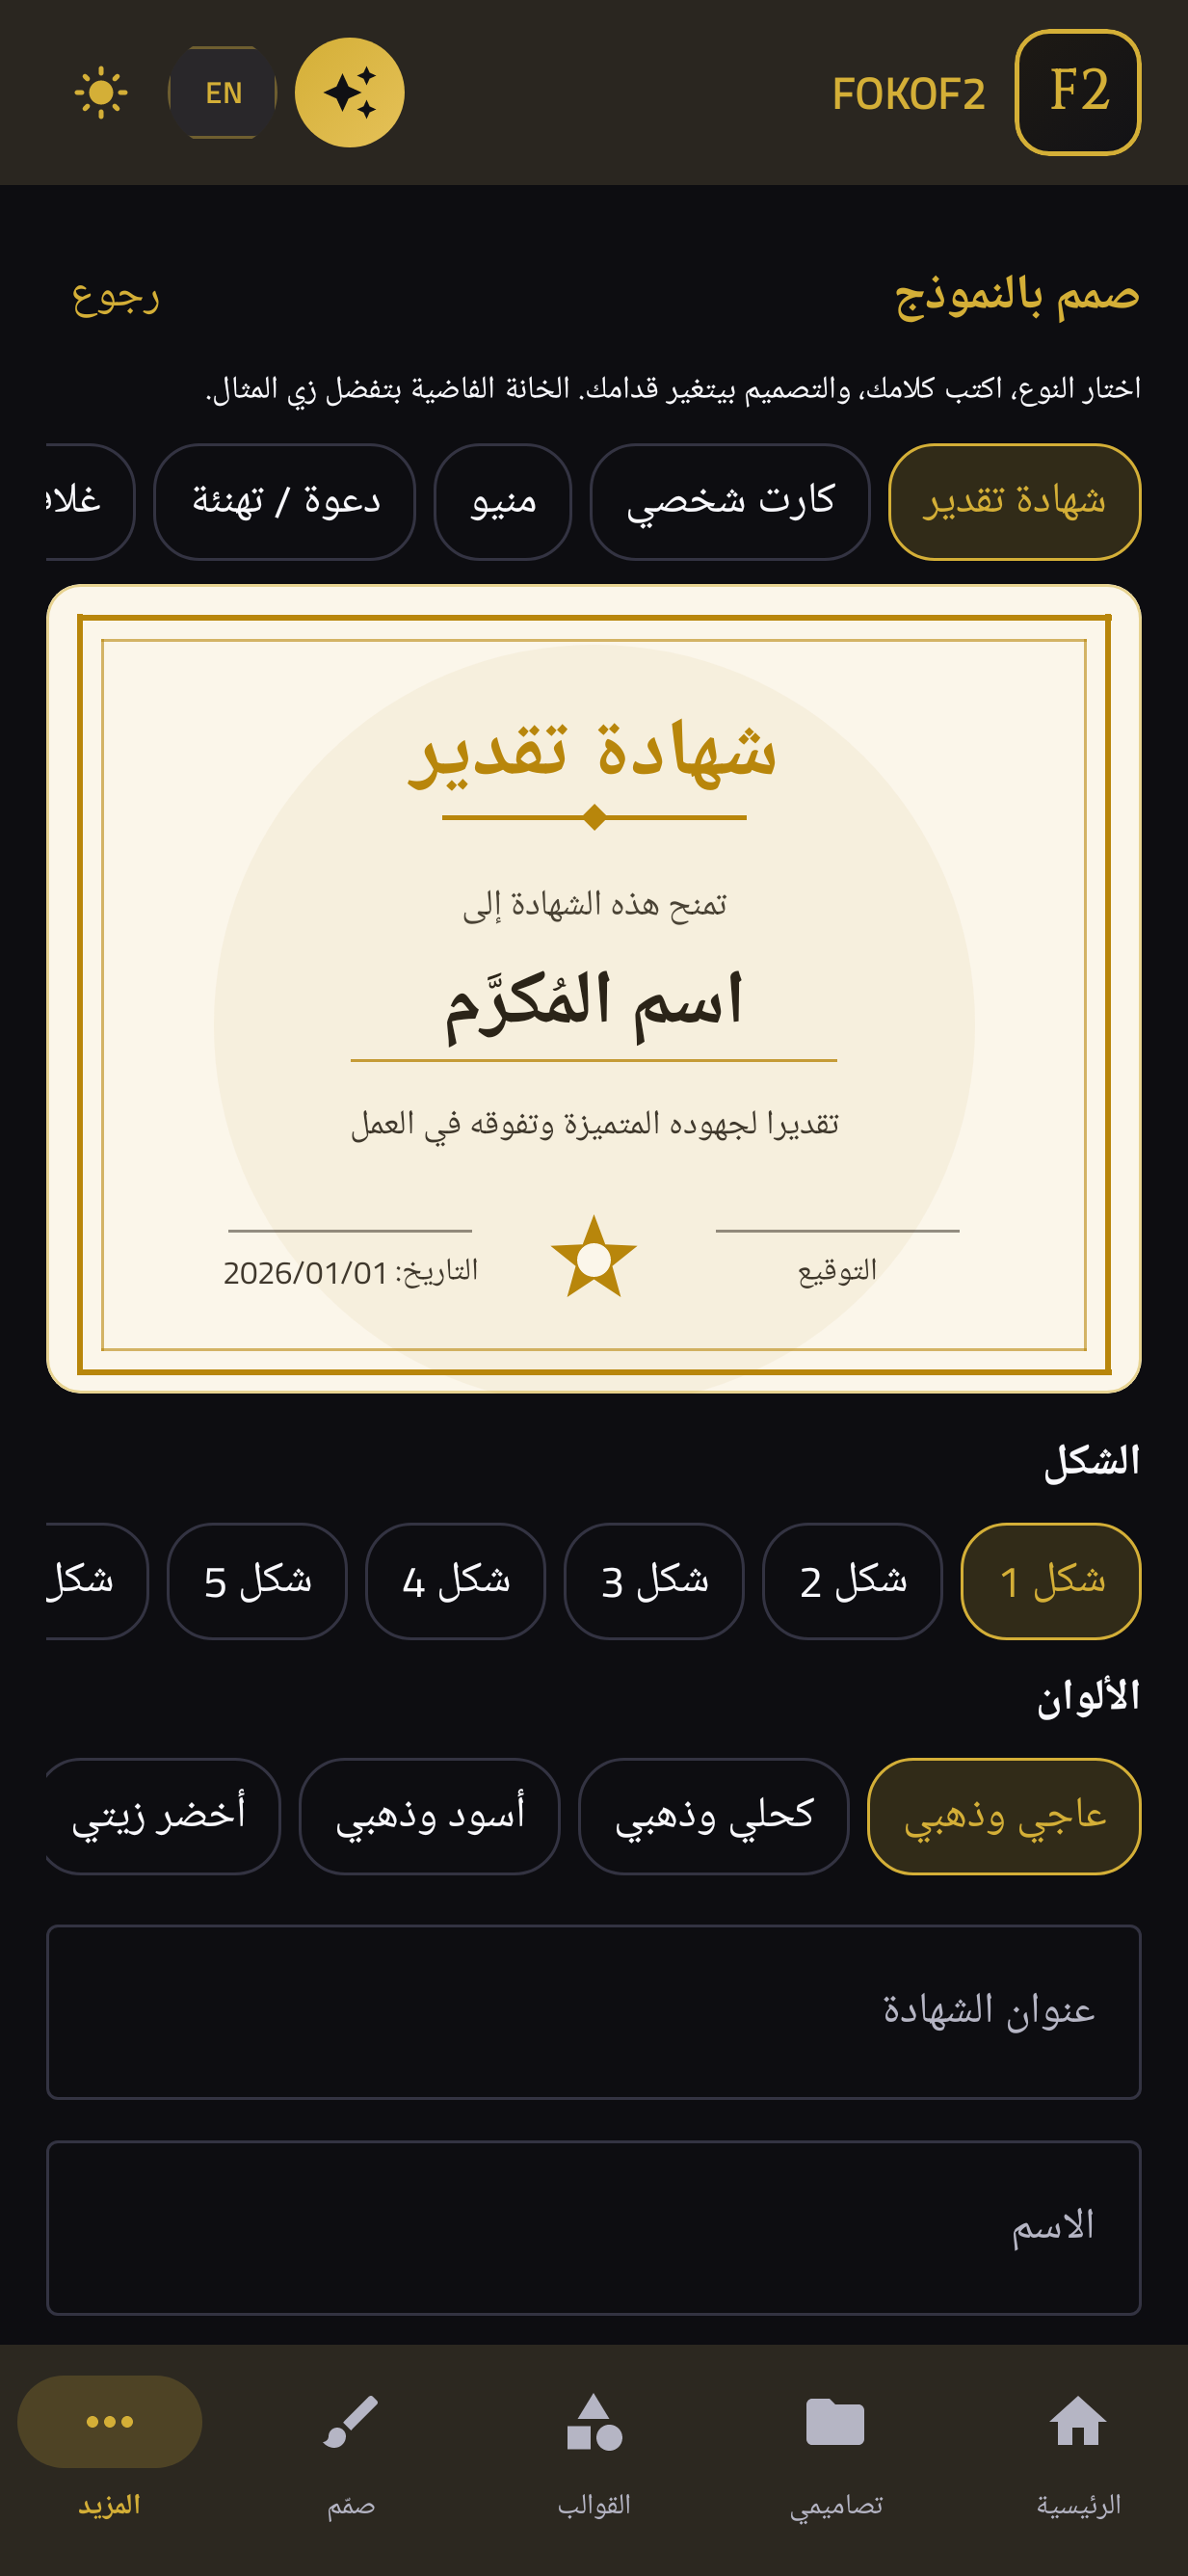 F2 FOKOF2 EN
صمم بالنموذج رجوع
اختار النوع، اكتب كلامك، والتصميم بيتغير قدامك. الخانة الفاضية بتفضل زي المثال.
شهادة تقدير كارت شخصي منيو دعوة / تهنئة
شهادة تقدير
تمنح هذه الشهادة إلى
اسم المُكرَّم
تقديرا لجهوده المتميزة وتفوقه في العمل
التوقيع التاريخ: 2026/01/01
الشكل
شكل 1 شكل 2 شكل 3 شكل 4 شكل 5 شكل
الألوان
عاجي وذهبي كحلي وذهبي أسود وذهبي أخضر زيتي
عنوان الشهادة
الاسم
الرئيسية تصاميمي القوالب صمّم المزيد